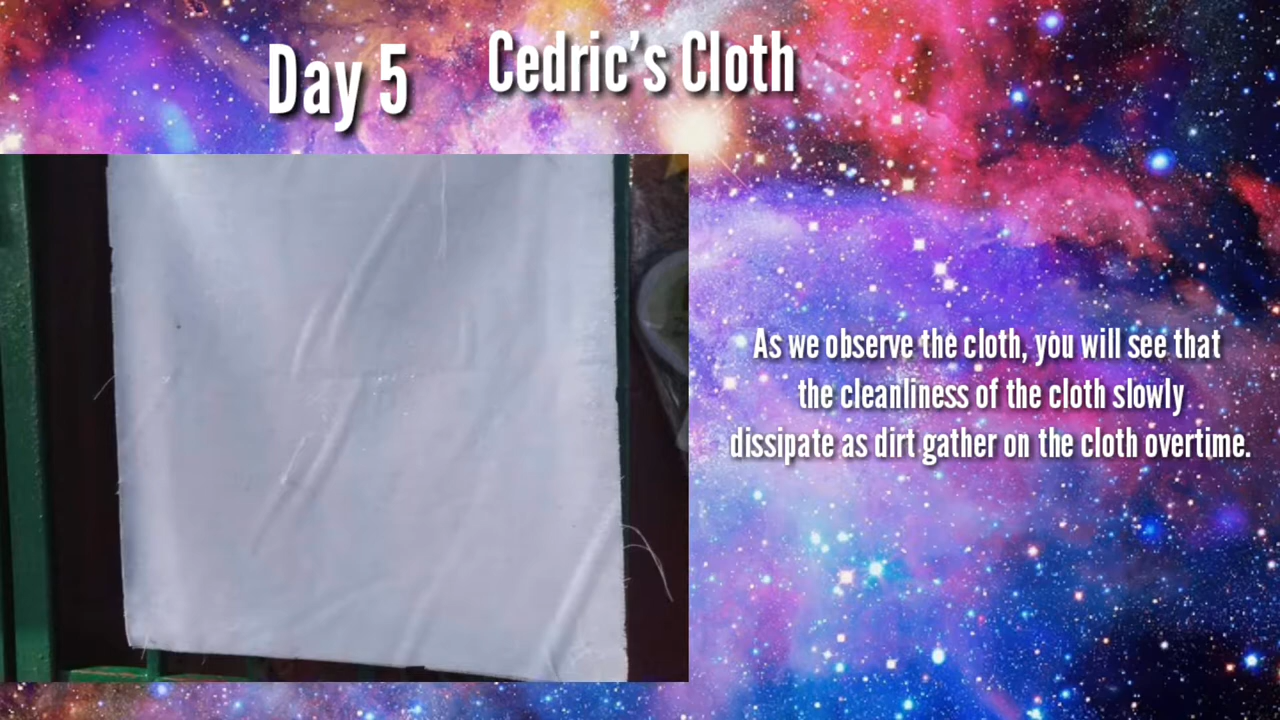 Day 5
Cedric's Cloth
As we observe the cloth, you will see that
the cleanliness of the cloth slowly
dissipate as dirt gather on the cloth overtime.